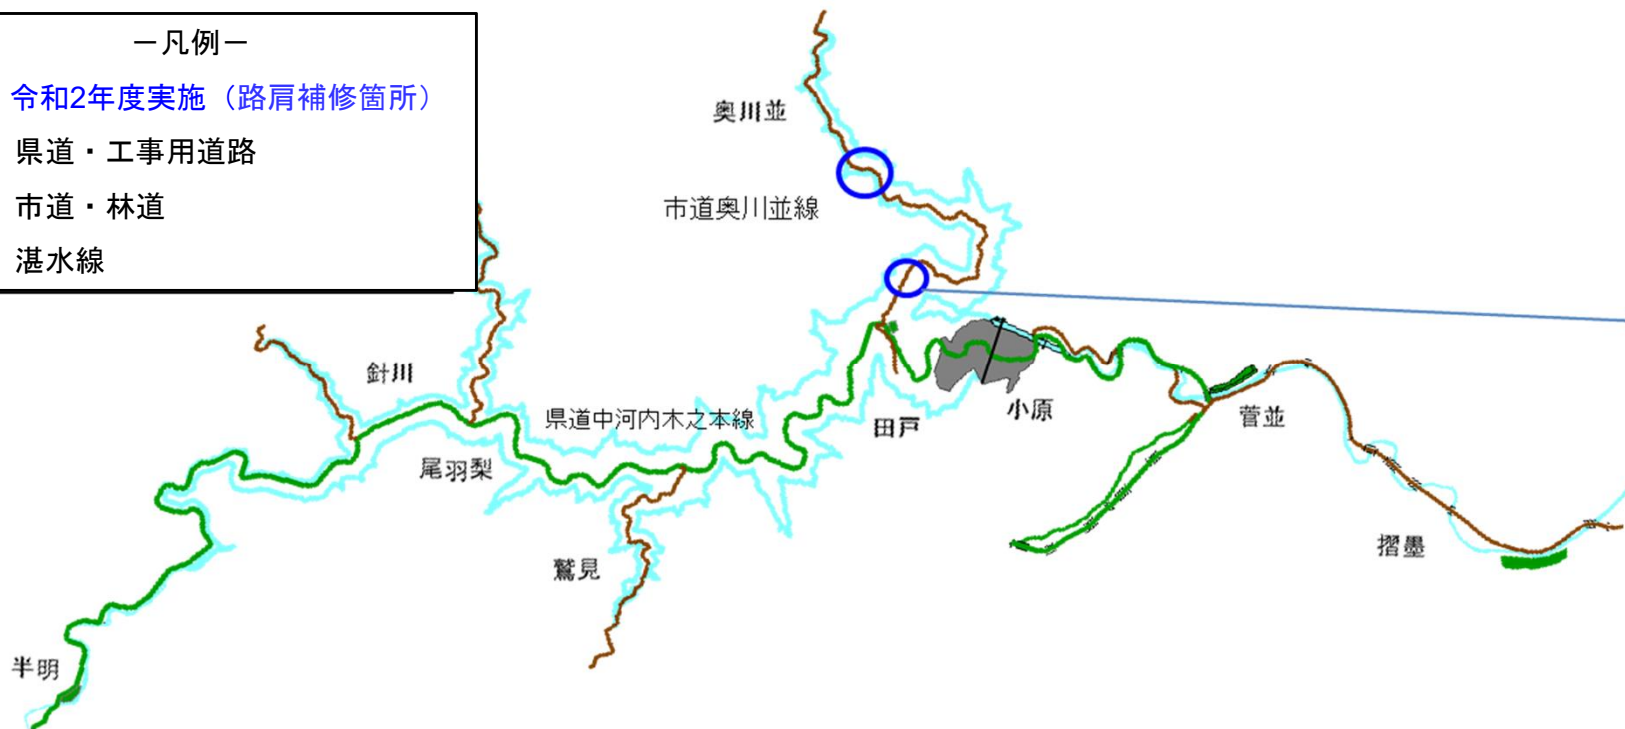 －凡例－
令和2年度実施（路肩補修箇所）
県道・工事用道路
市道・林道
湛水線
奥川並
市道奥川並線
針川
県道中河内木之本線
尾羽梨
田戸
小原
菅並
鷲見
摺墨
半明